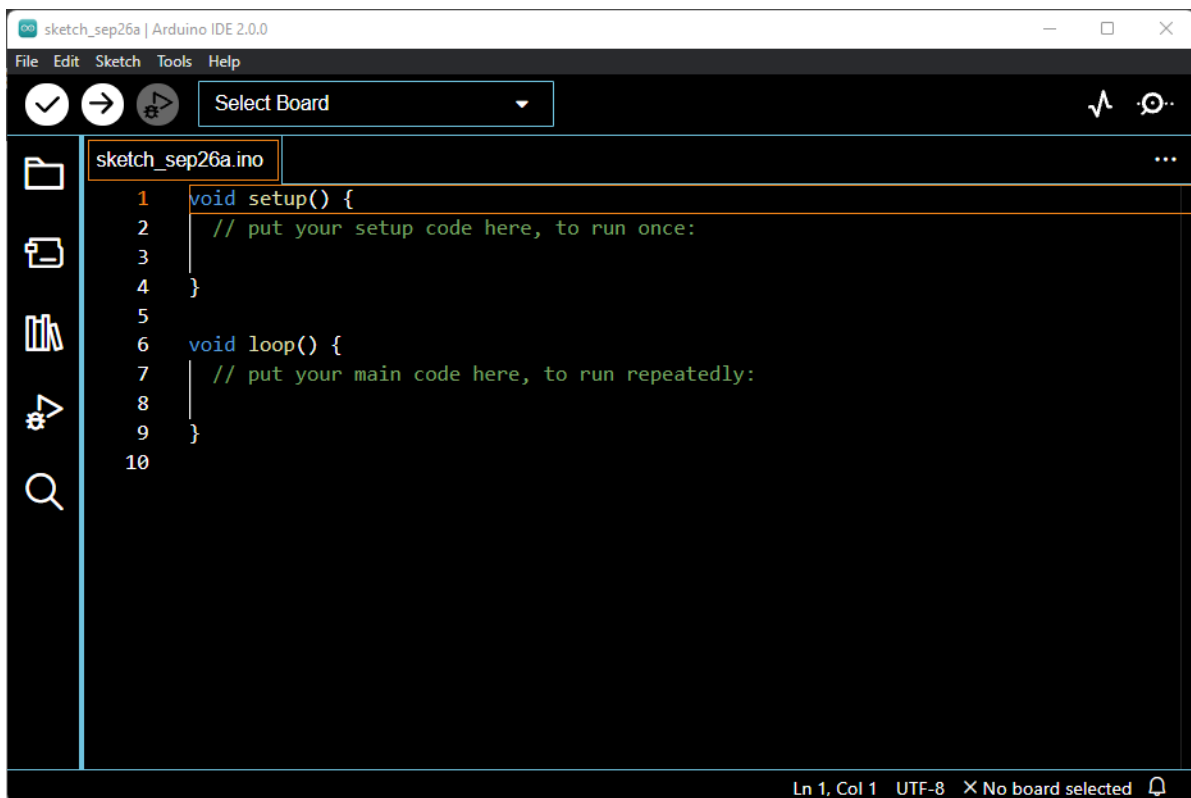 sketch_sep26a | Arduino IDE 2.0.0
File Edit Sketch Tools Help
Select Board
sketch_sep26a.ino
1 void setup() {
2 // put your setup code here, to run once:
3
4 }
5
6 void loop() {
7 // put your main code here, to run repeatedly:
8
9 }
10
Ln 1, Col 1 UTF-8 No board selected